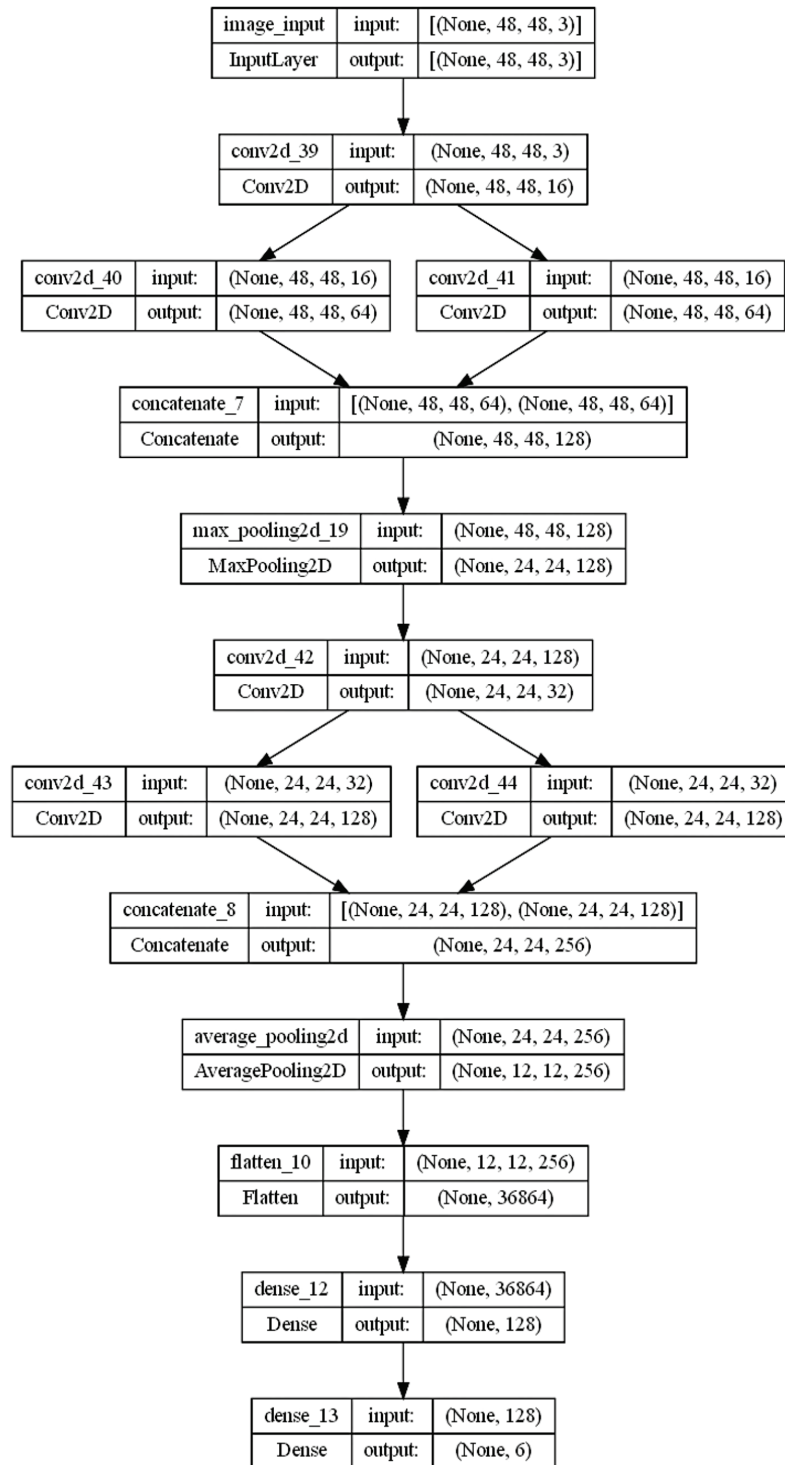 image_input input: [(None, 48, 48, 3)]
InputLayer output: [(None, 48, 48, 3)]
conv2d_39 input: (None, 48, 48, 3)
Conv2D output: (None, 48, 48, 16)
conv2d_40 input: (None, 48, 48, 16)
Conv2D output: (None, 48, 48, 64)
conv2d_41 input: (None, 48, 48, 16)
Conv2D output: (None, 48, 48, 64)
concatenate_7 input: [(None, 48, 48, 64), (None, 48, 48, 64)]
Concatenate output: (None, 48, 48, 128)
max_pooling2d_19 input: (None, 48, 48, 128)
MaxPooling2D output: (None, 24, 24, 128)
conv2d_42 input: (None, 24, 24, 128)
Conv2D output: (None, 24, 24, 32)
conv2d_43 input: (None, 24, 24, 32)
Conv2D output: (None, 24, 24, 128)
conv2d_44 input: (None, 24, 24, 32)
Conv2D output: (None, 24, 24, 128)
concatenate_8 input: [(None, 24, 24, 128), (None, 24, 24, 128)]
Concatenate output: (None, 24, 24, 256)
average_pooling2d input: (None, 24, 24, 256)
AveragePooling2D output: (None, 12, 12, 256)
flatten_10 input: (None, 12, 12, 256)
Flatten output: (None, 36864)
dense_12 input: (None, 36864)
Dense output: (None, 128)
dense_13 input: (None, 128)
Dense output: (None, 6)